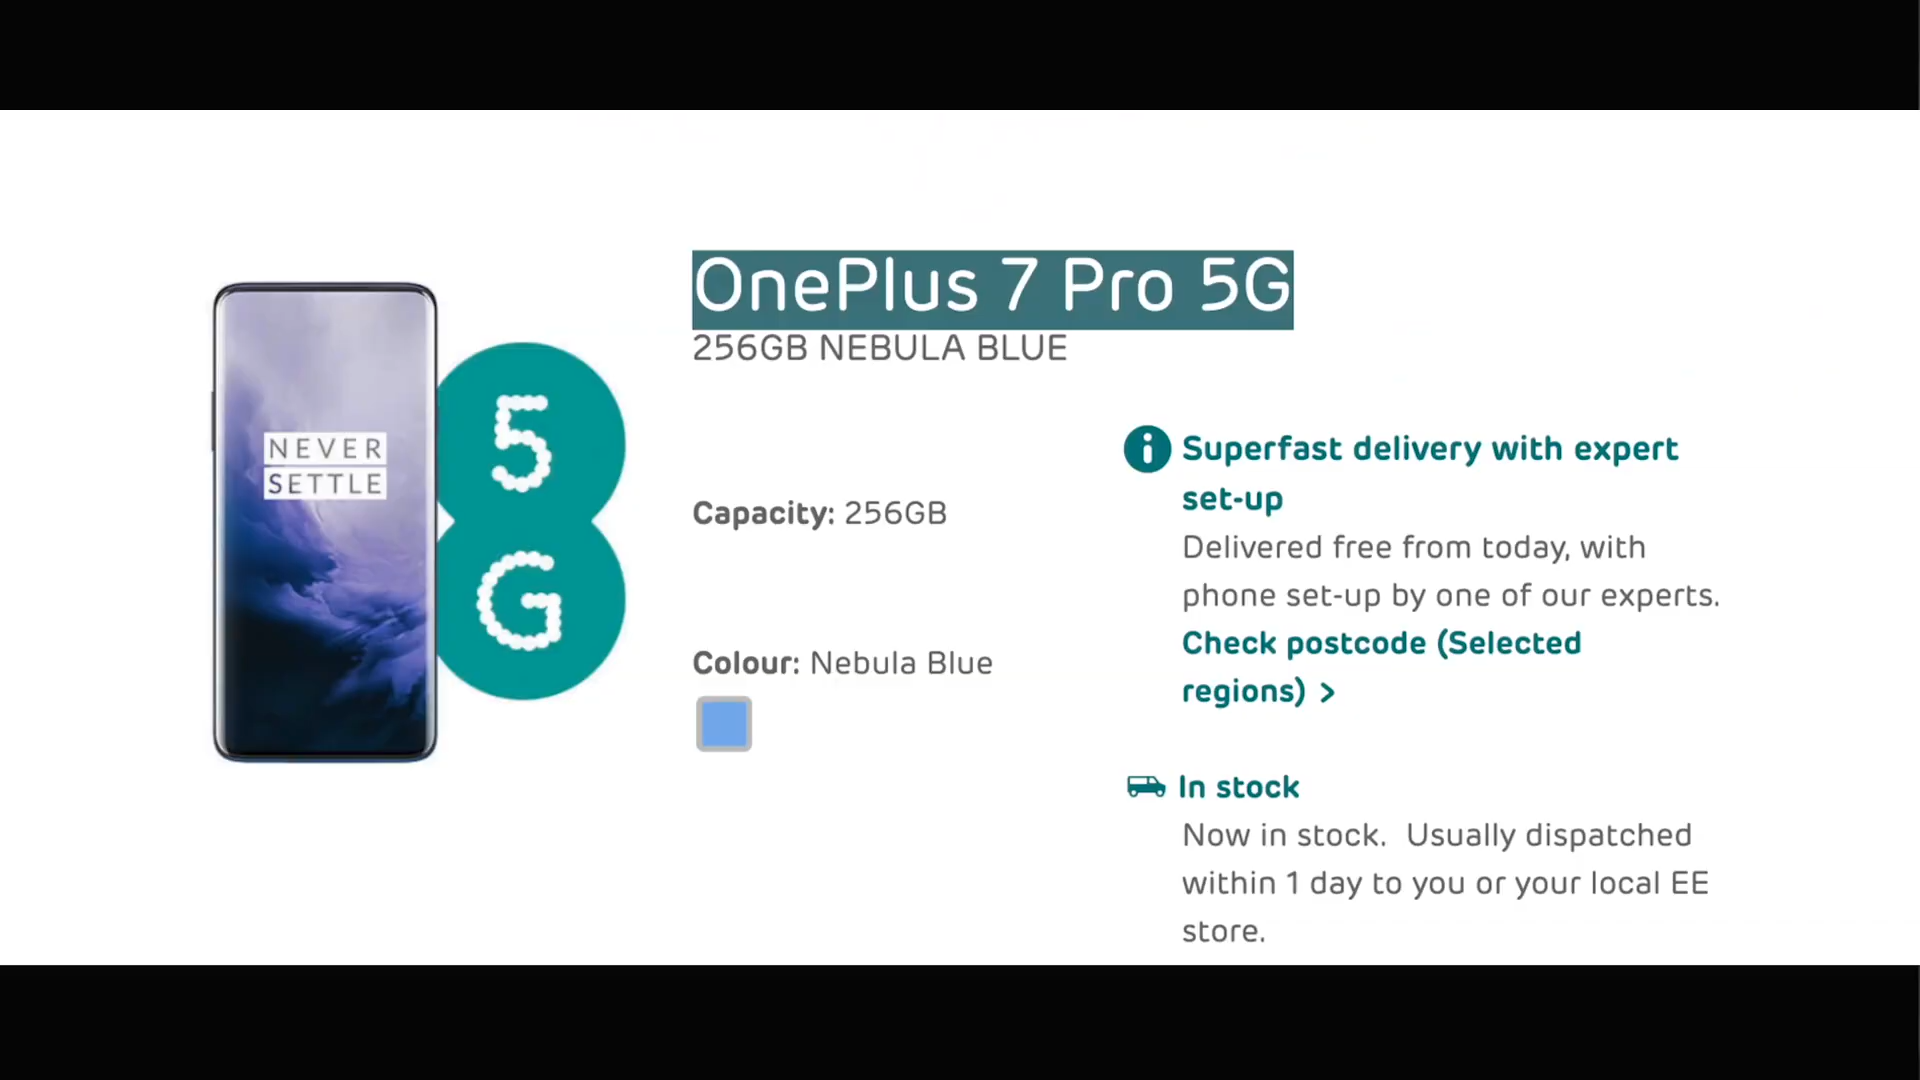 OnePlus 7 Pro 5G
256GB NEBULA BLUE
NEVER
SETTLE
5
G
Capacity: 256GB
Colour: Nebula Blue
Superfast delivery with expert
set-up
Delivered free from today, with
phone set-up by one of our experts.
Check postcode (Selected
regions) >
In stock
Now in stock. Usually dispatched
within 1 day to you or your local EE
store.